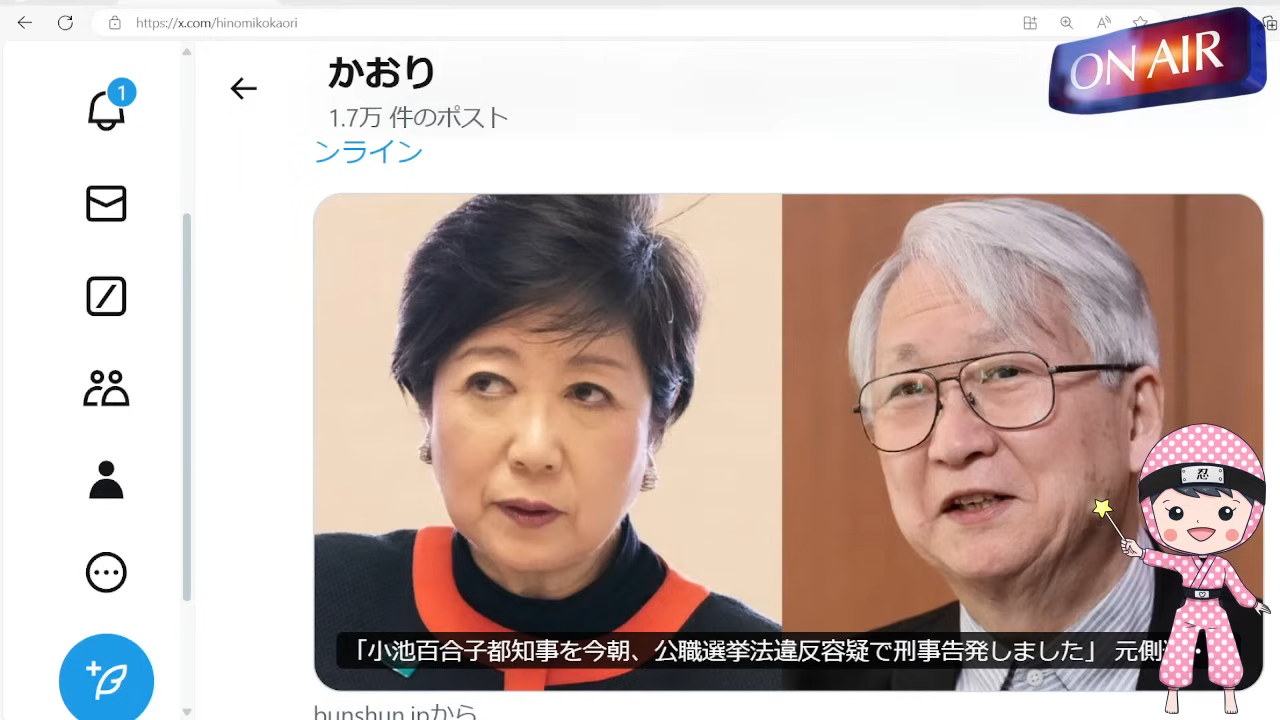 https://x.com/hinomikokaori
ON AIR
1
かおり
1.7万 件のポスト
ンライン
忍
「小池百合子都知事を今朝、公職選挙法違反容疑で刑事告発しました」 元側
bunshun.jpから